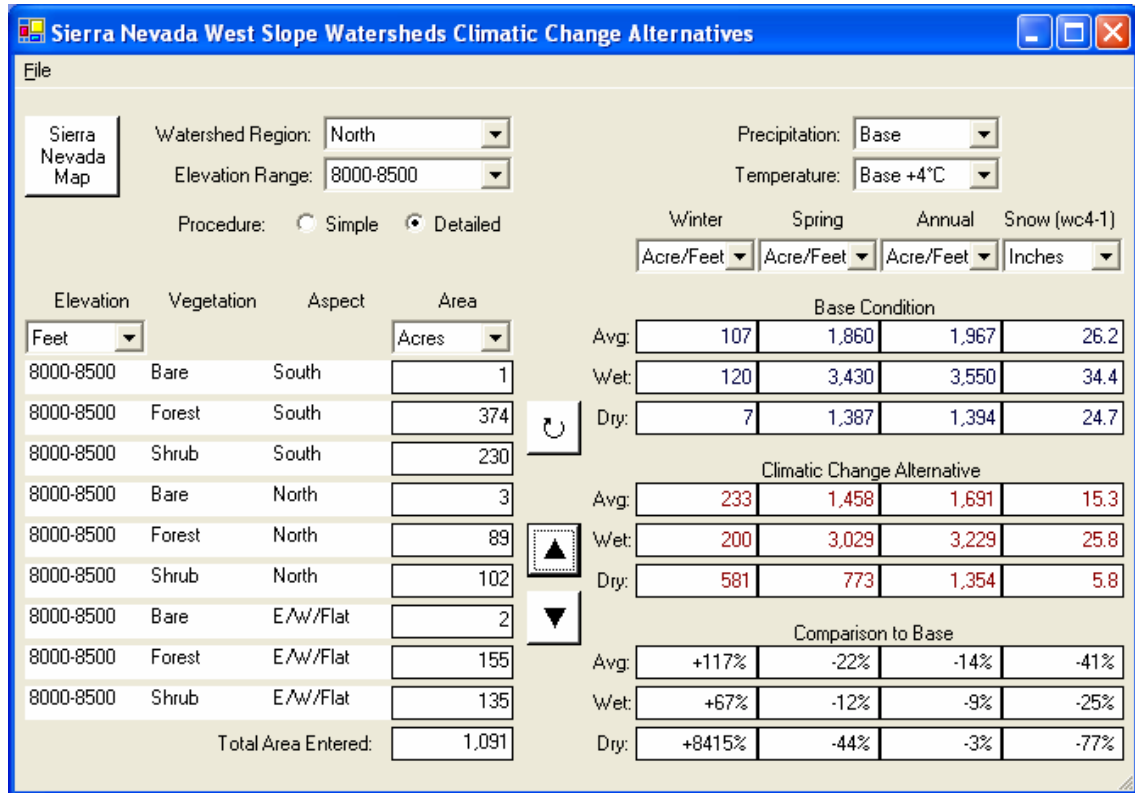 Sierra Nevada West Slope Watersheds Climatic Change Alternatives
File
Sierra
Nevada
Map
Watershed Region: North
Elevation Range: 8000-8500
Procedure: Simple Detailed
Precipitation: Base
Temperature: Base +4°C
Winter Spring Annual Snow (wc4-1)
Acre/Feet Acre/Feet Acre/Feet Inches
Elevation Vegetation Aspect Area
Feet Acres
8000-8500 Bare South 1
8000-8500 Forest South 374
8000-8500 Shrub South 230
8000-8500 Bare North 3
8000-8500 Forest North 89
8000-8500 Shrub North 102
8000-8500 Bare E/W/Flat 2
8000-8500 Forest E/W/Flat 155
8000-8500 Shrub E/W/Flat 135
Total Area Entered: 1,091
Base Condition
Avg: 107 1,860 1,967 26.2
Wet: 120 3,430 3,550 34.4
Dry: 7 1,387 1,394 24.7
Climatic Change Alternative
Avg: 233 1,458 1,691 15.3
Wet: 200 3,029 3,229 25.8
Dry: 581 773 1,354 5.8
Comparison to Base
Avg: +117% -22% -14% -41%
Wet: +67% -12% -9% -25%
Dry: +8415% -44% -3% -77%